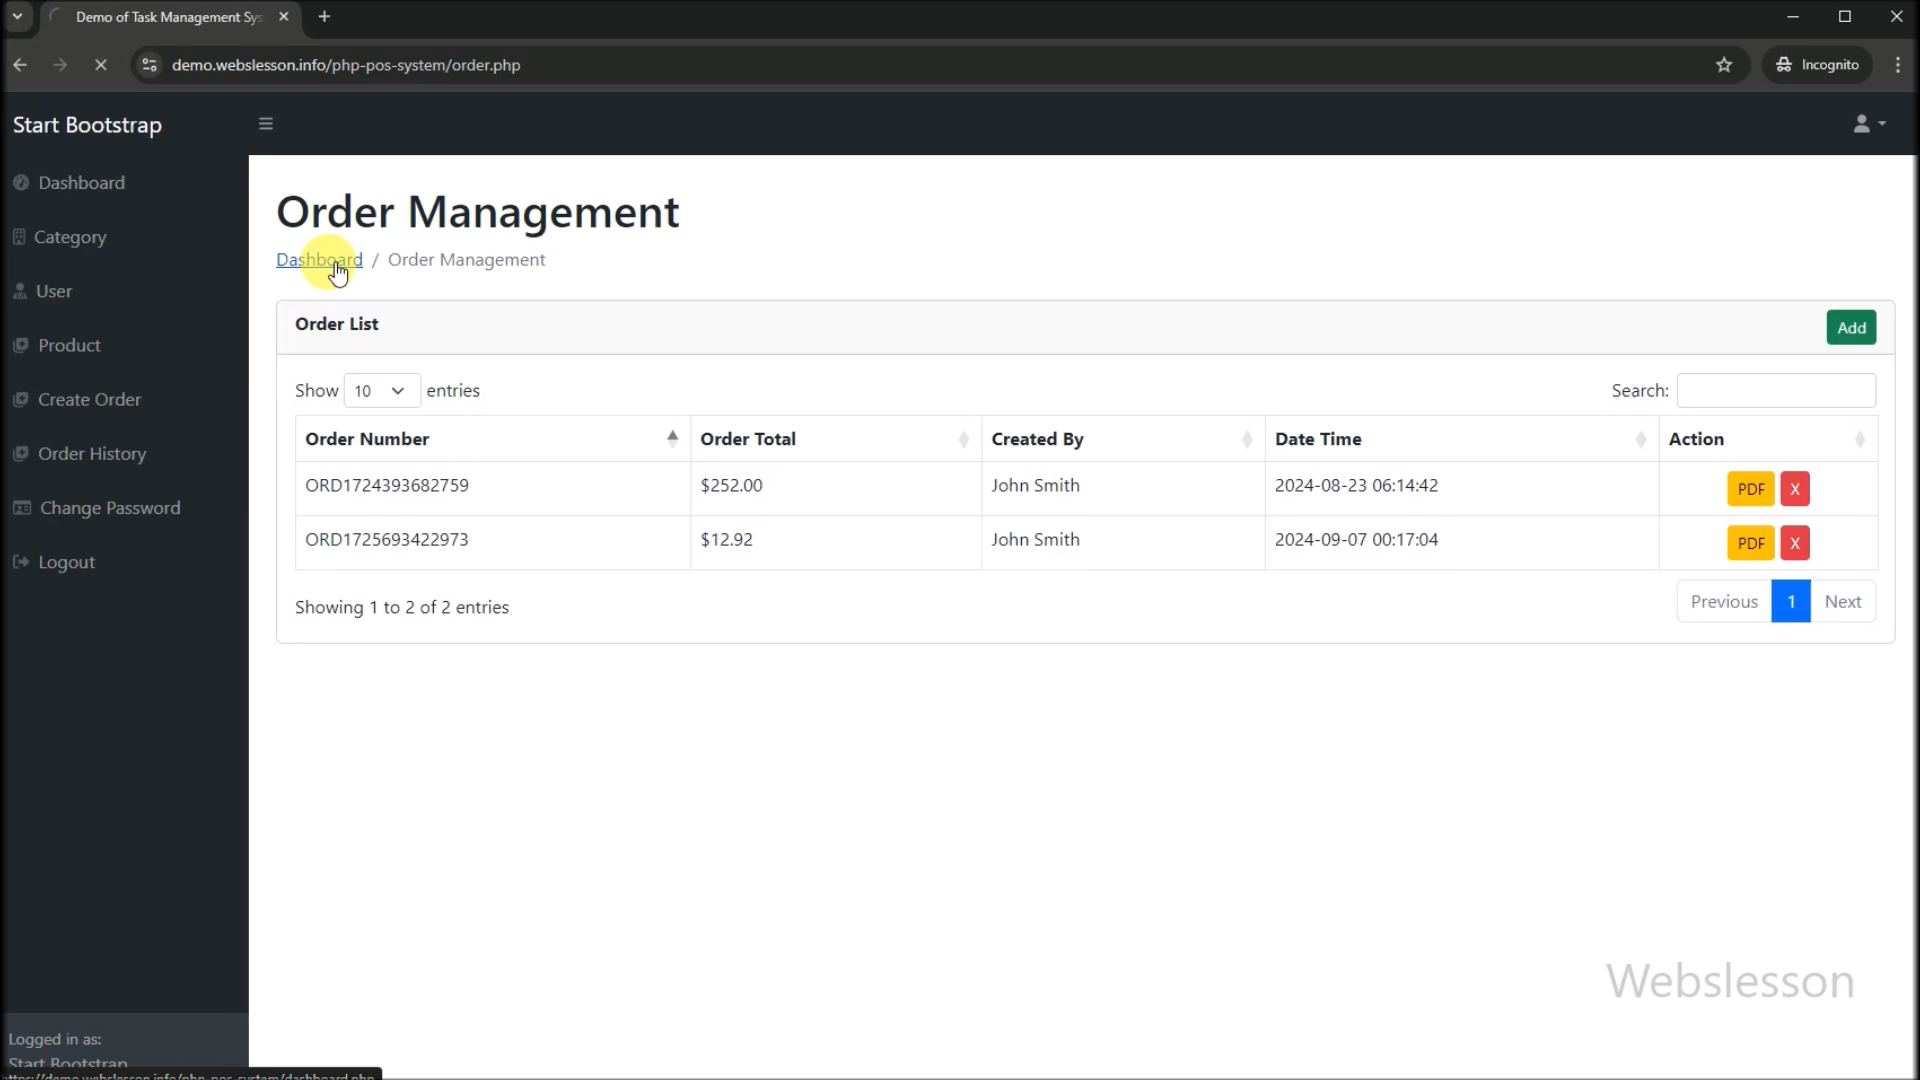 Demo of Task Management Sys
demo.webslesson.info/php-pos-system/order.php
Incognito
Start Bootstrap
Dashboard
Category
User
Product
Create Order
Order History
Change Password
Logout
Order Management
Dashboard / Order Management
Order List
Add
Show 10 entries
Search:
Order Number Order Total Created By Date Time Action
ORD1724393682759 $252.00 John Smith 2024-08-23 06:14:42 PDF X
ORD1725693422973 $12.92 John Smith 2024-09-07 00:17:04 PDF X
Showing 1 to 2 of 2 entries
Previous 1 Next
Webslesson
Logged in as:
Start Bootstrap
https://demo.webslesson.info/php-pos-system/dashboard.php